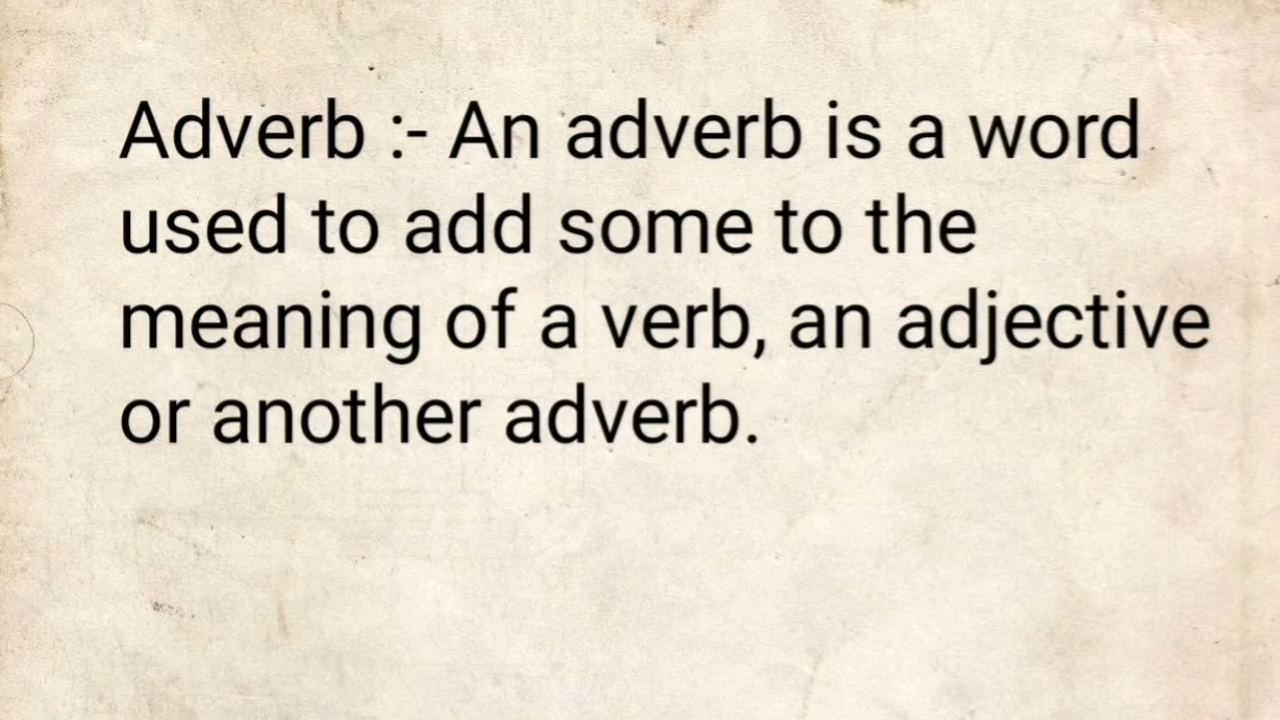 Adverb :- An adverb is a word
used to add some to the
meaning of a verb, an adjective
or another adverb.